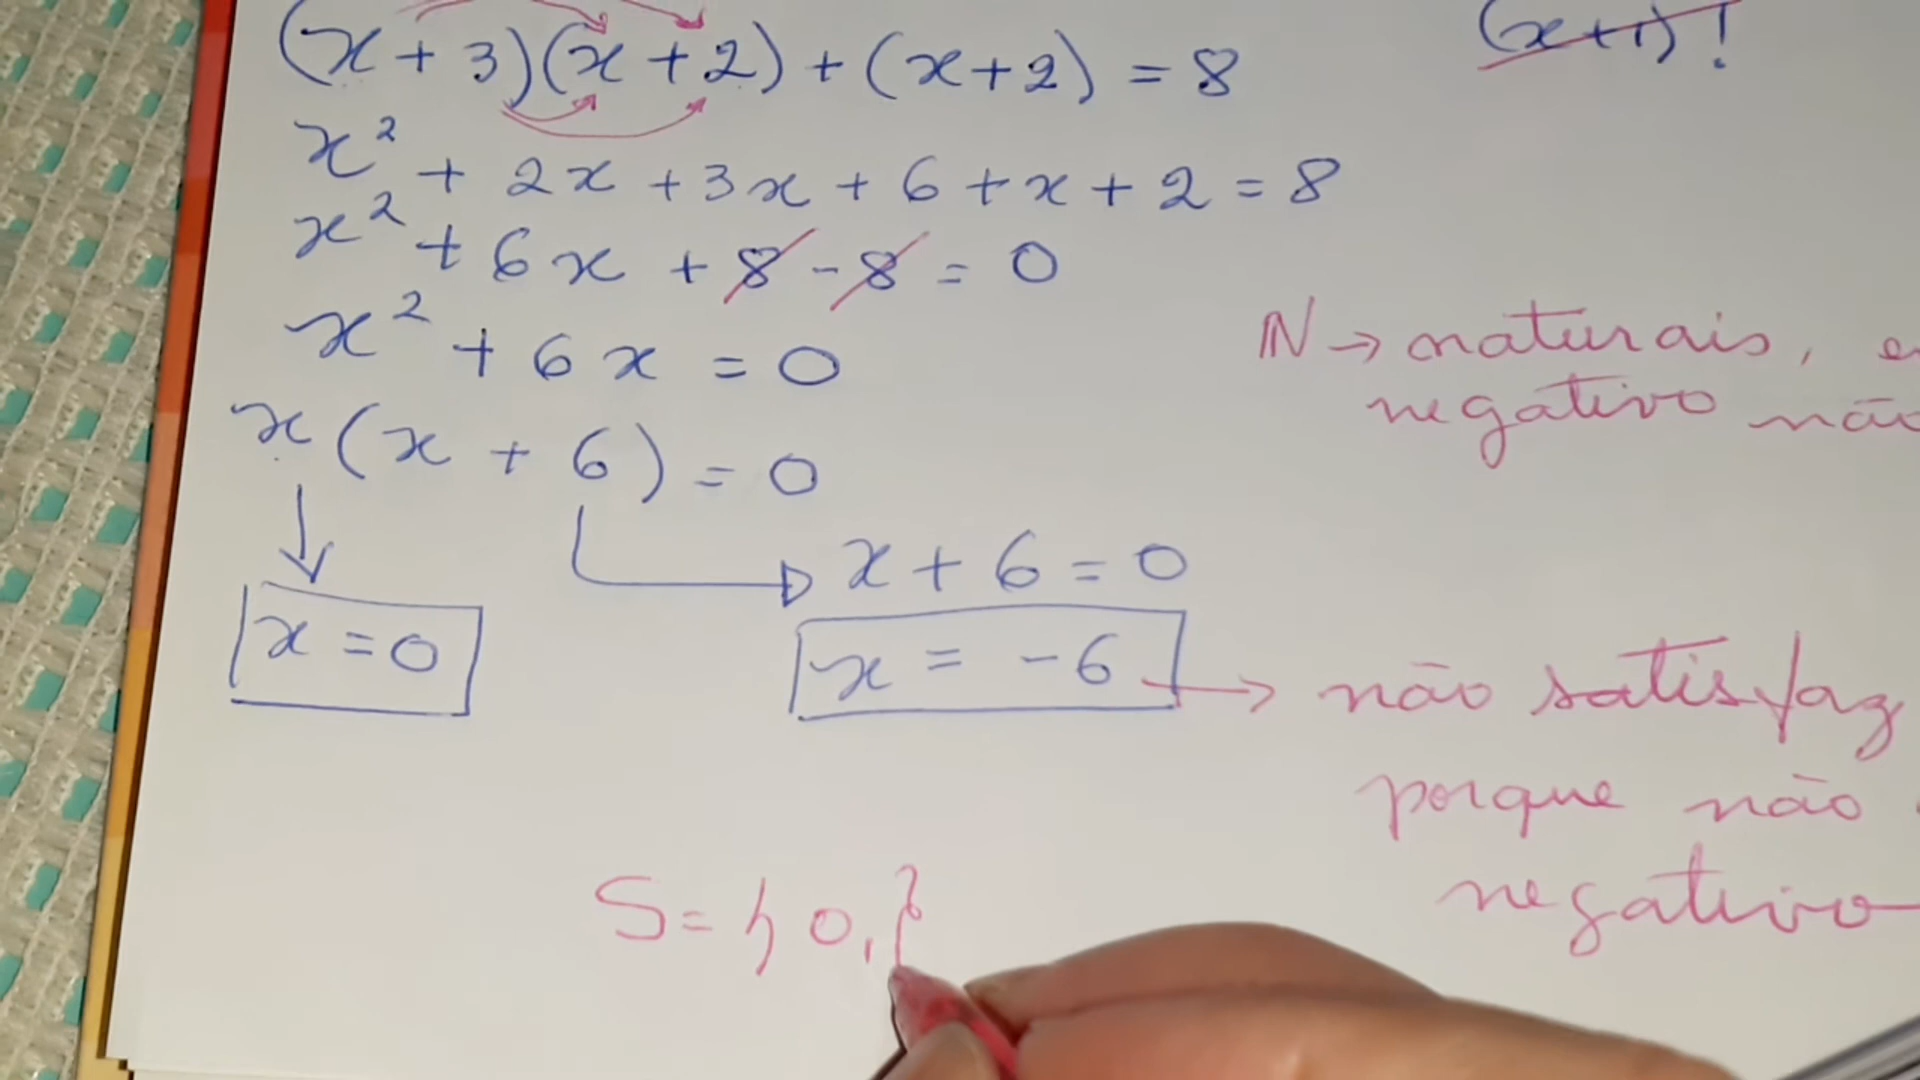 (x + 3)(x + 2) + (x + 2) = 8
(x + 1)!
x² + 2x + 3x + 6 + x + 2 = 8
x² + 6x + 8 - 8 = 0
x² + 6x = 0
N → naturais,
negativo não
x(x + 6) = 0
x + 6 = 0
x = 0
x = -6 → não satisfaz
porque não
negativo
S = { 0, }